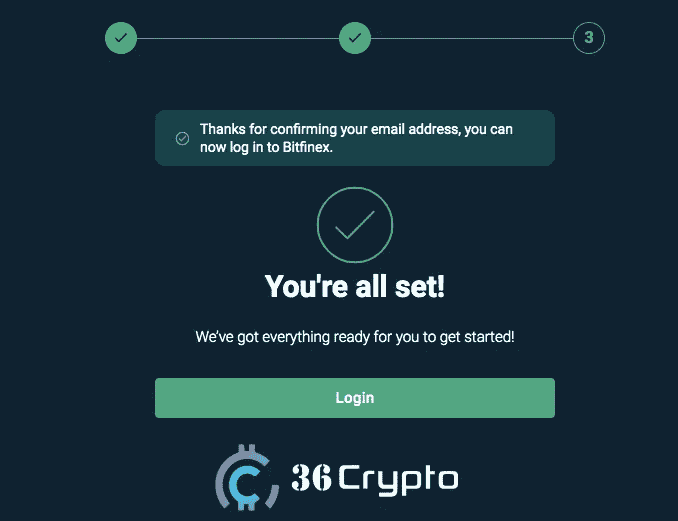 3
Thanks for confirming your email address, you can
now log in to Bitfinex.
You're all set!
We've got everything ready for you to get started!
Login
36 Crypto